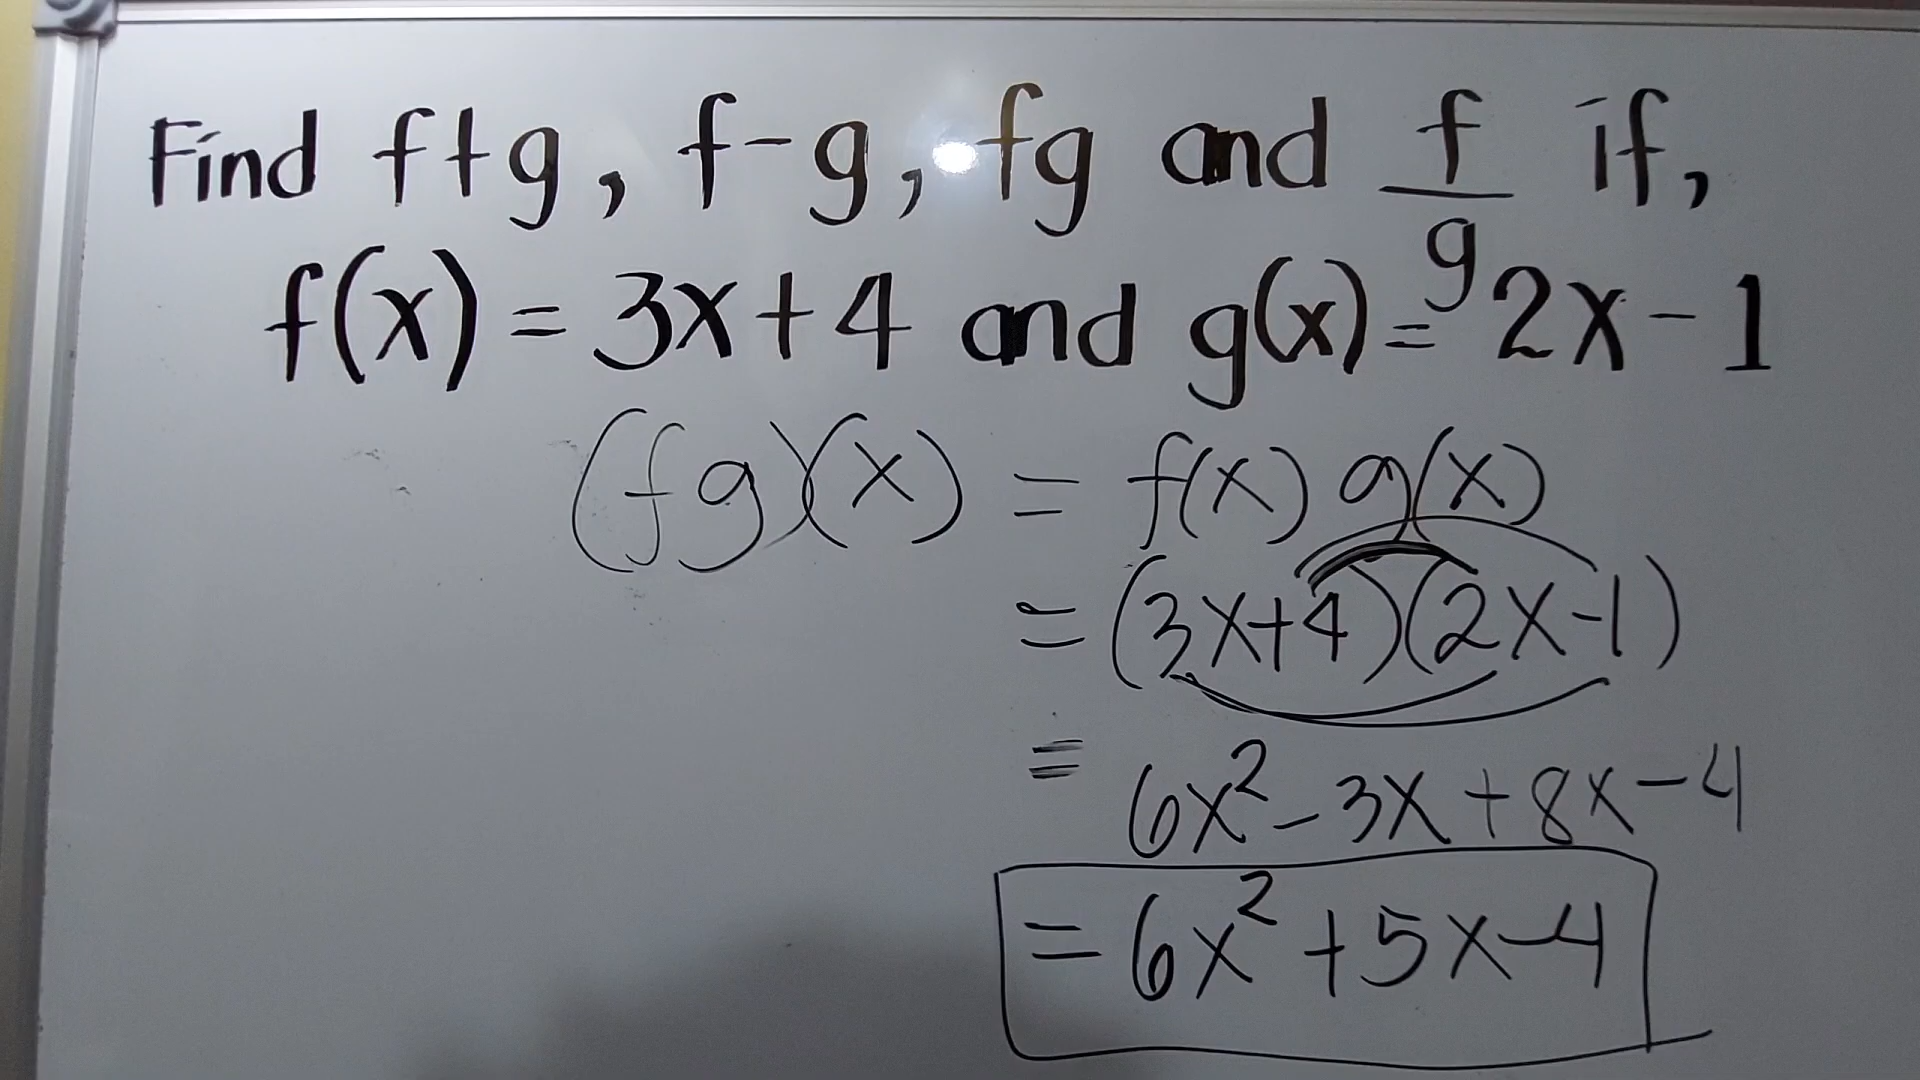 Find f+g, f-g, fg and f/g if,
f(x) = 3x+4 and g(x) = 2x-1
(fg)(x) = f(x) g(x)
= (3x+4)(2x-1)
= 6x² - 3x + 8x - 4
= 6x² + 5x - 4